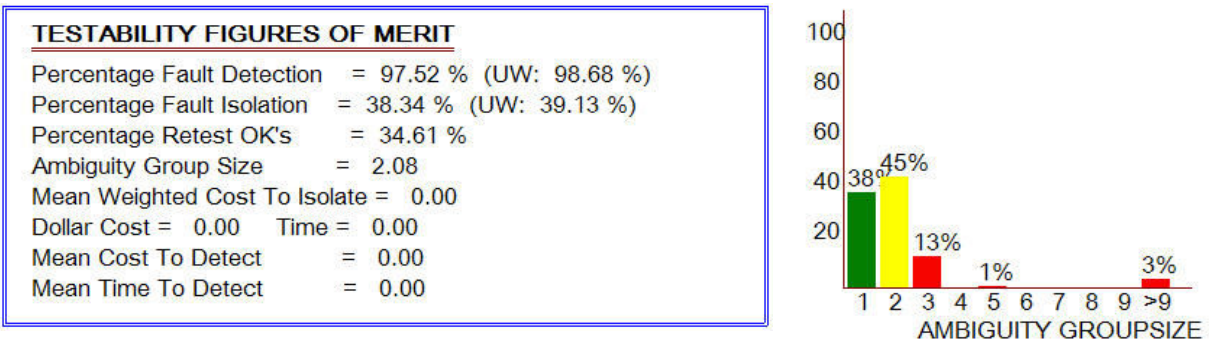 TESTABILITY FIGURES OF MERIT
Percentage Fault Detection = 97.52 % (UW: 98.68 %)
Percentage Fault Isolation = 38.34 % (UW: 39.13 %)
Percentage Retest OK's = 34.61 %
Ambiguity Group Size = 2.08
Mean Weighted Cost To Isolate = 0.00
Dollar Cost = 0.00 Time = 0.00
Mean Cost To Detect = 0.00
Mean Time To Detect = 0.00
100
80
60
40
20
38%
45%
13%
1%
3%
1 2 3 4 5 6 7 8 9 >9
AMBIGUITY GROUPSIZE